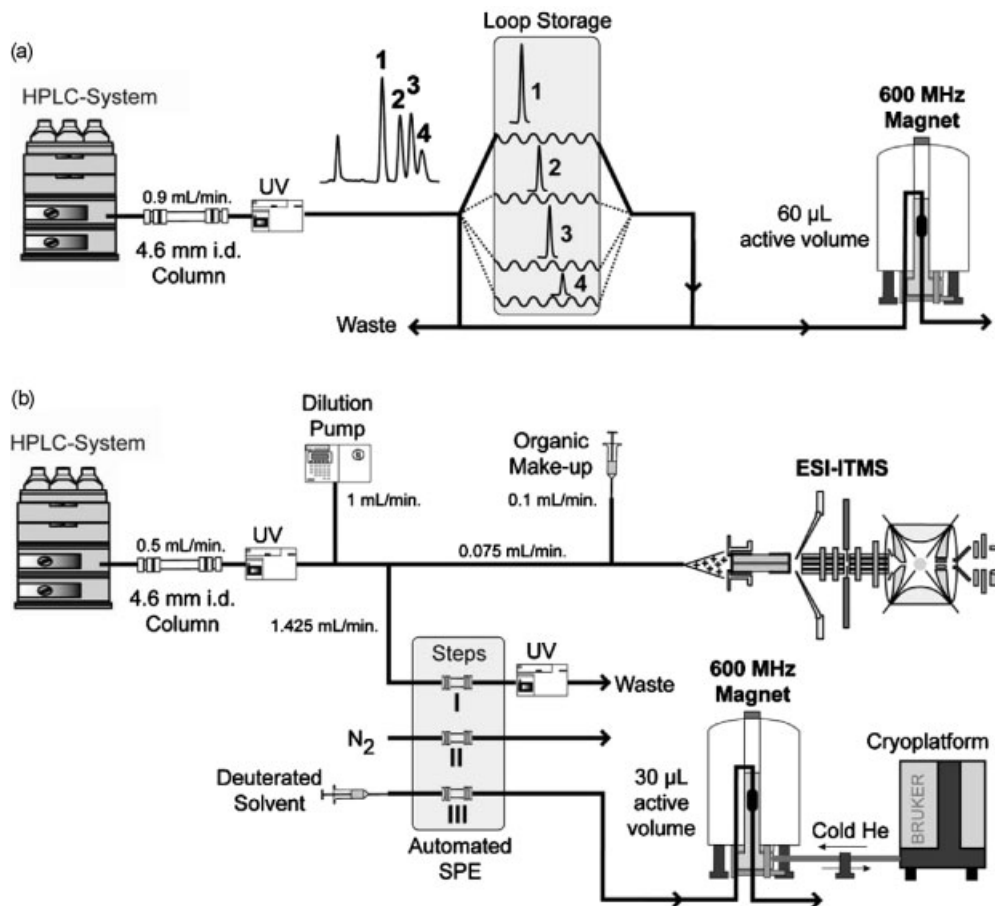 (a)
HPLC-System
0.9 mL/min.
4.6 mm i.d.
Column
UV
1
2
3
4
Loop Storage
1
2
3
4
Waste
600 MHz
Magnet
60 µL
active volume
(b)
HPLC-System
0.5 mL/min.
4.6 mm i.d.
Column
UV
Dilution
Pump
1 mL/min.
Organic
Make-up
0.1 mL/min.
0.075 mL/min.
ESI-ITMS
1.425 mL/min.
Steps
I
UV
Waste
N2
II
Deuterated
Solvent
III
Automated
SPE
600 MHz
Magnet
30 µL
active
volume
Cold He
Cryoplatform
BRUKER